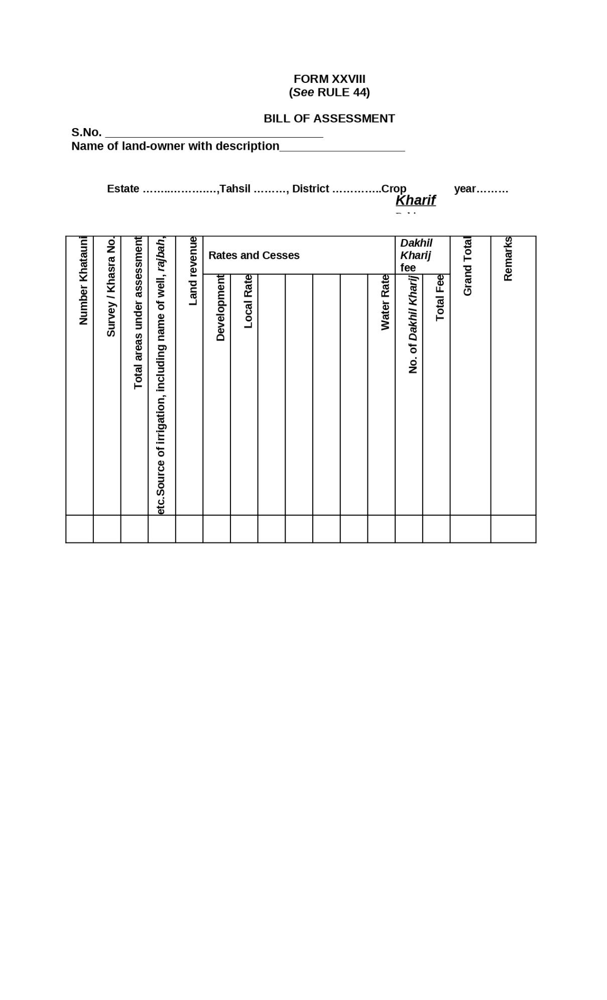 FORM XXVIII
(See RULE 44)
BILL OF ASSESSMENT
S.No. _________________________________
Name of land-owner with description___________________
Estate ……..……….…,Tahsil ………, District …………..Crop year………
Kharif
Number Khatauni
Survey / Khasra No.
Total areas under assessment
etc.Source of irrigation, including name of well, rajbah,
Land revenue
Rates and Cesses
Development
Local Rate
Water Rate
Dakhil
Kharij
fee
No. of Dakhil Kharij
Total Fee
Grand Total
Remarks